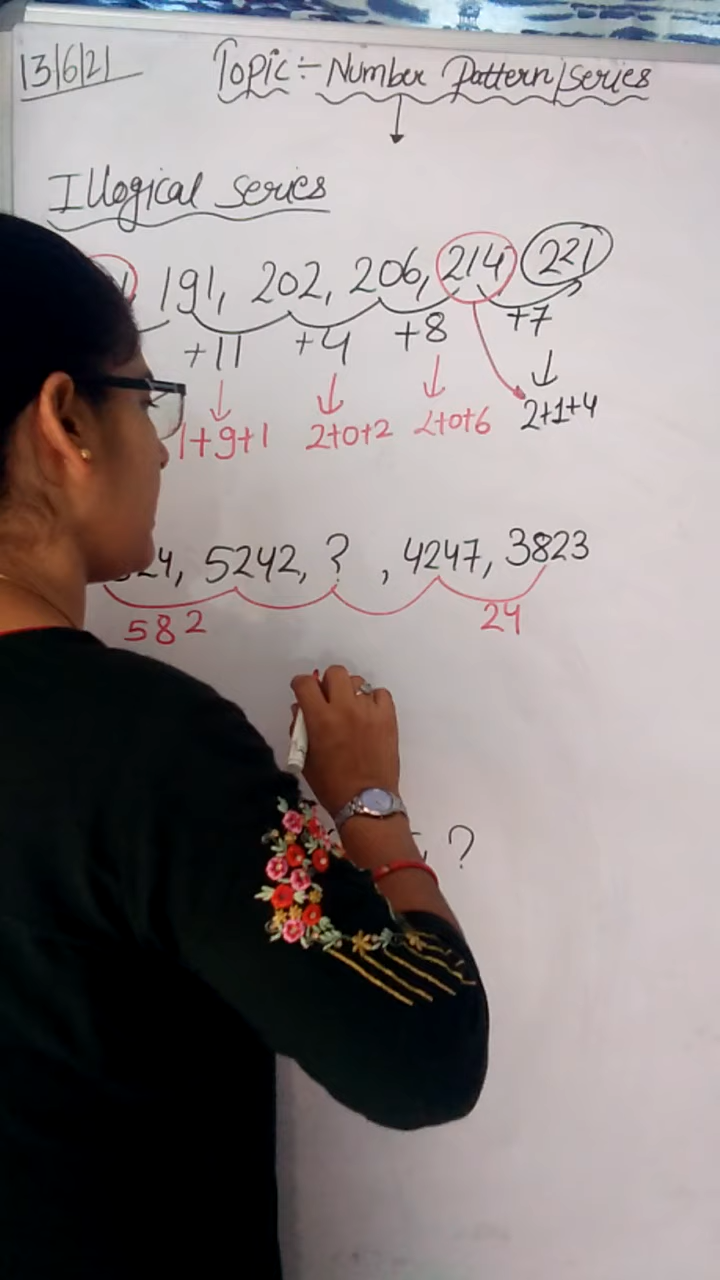 13/6/21
Topic:- Number Pattern/Series
Illogical series
191, 202, 206, 214 221
+11 +4 +8 +7
1+9+1 2+0+2 2+0+6 2+1+4
24, 5242, ? , 4247, 3823
582 24
?